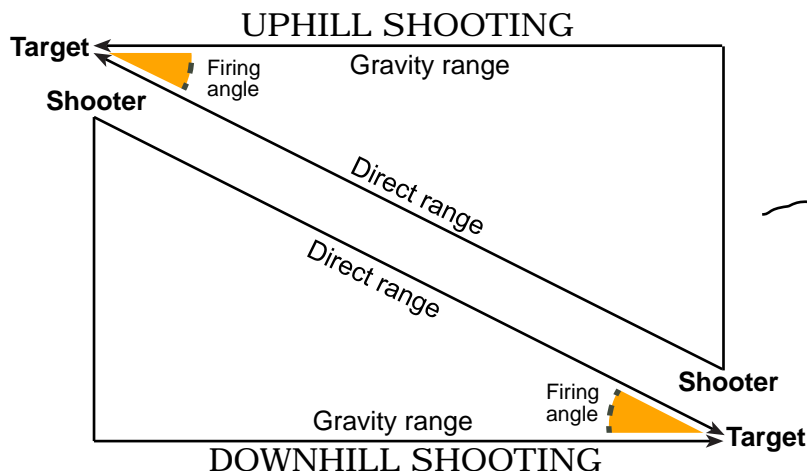 UPHILL SHOOTING
Target
Gravity range
Firing
angle
Shooter
Direct range
Direct range
Shooter
Firing
angle
Gravity range
Target
DOWNHILL SHOOTING